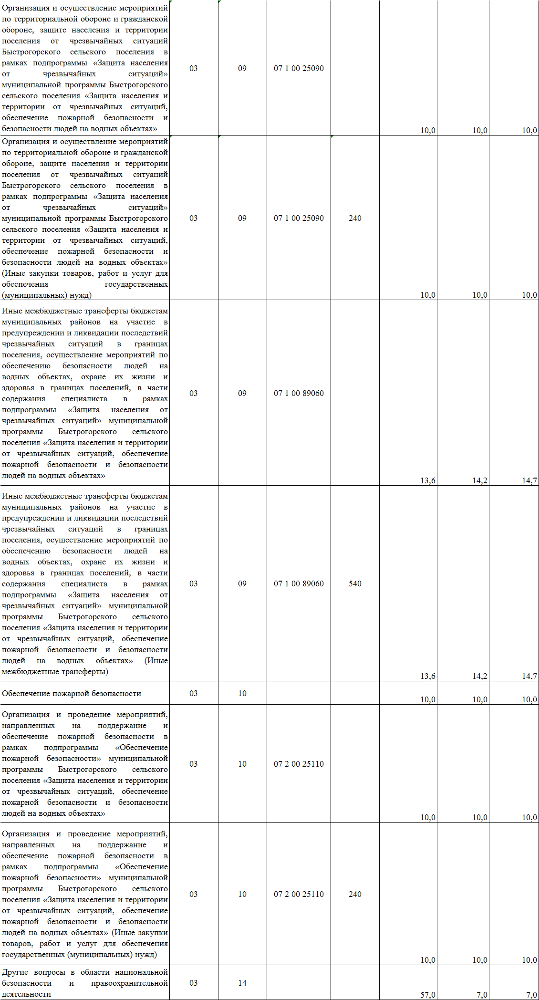 Организация и осуществление мероприятий
по территориальной обороне и гражданской
обороне, защите населения и территории
поселения от чрезвычайных ситуаций
Быстрогорского сельского поселения в
рамках подпрограммы «Защита населения
от чрезвычайных ситуаций»
муниципальной программы Быстрогорского
сельского поселения «Защита населения и
территории от чрезвычайных ситуаций,
обеспечение пожарной безопасности и
безопасности людей на водных объектах»
03 09 07 1 00 25090 10,0 10,0 10,0
Организация и осуществление мероприятий
по территориальной обороне и гражданской
обороне, защите населения и территории
поселения от чрезвычайных ситуаций
Быстрогорского сельского поселения в
рамках подпрограммы «Защита населения
от чрезвычайных ситуаций»
муниципальной программы Быстрогорского
сельского поселения «Защита населения и
территории от чрезвычайных ситуаций,
обеспечение пожарной безопасности и
безопасности людей на водных объектах»
(Иные закупки товаров, работ и услуг для
обеспечения государственных
(муниципальных) нужд)
03 09 07 1 00 25090 240 10,0 10,0 10,0
Иные межбюджетные трансферты бюджетам
муниципальных районов на участие в
предупреждении и ликвидации последствий
чрезвычайных ситуаций в границах
поселения, осуществление мероприятий по
обеспечению безопасности людей на
водных объектах, охране их жизни и
здоровья в границах поселений, в части
содержания специалиста в рамках
подпрограммы «Защита населения от
чрезвычайных ситуаций» муниципальной
программы Быстрогорского сельского
поселения «Защита населения и территории
от чрезвычайных ситуаций, обеспечение
пожарной безопасности и безопасности
людей на водных объектах»
03 09 07 1 00 89060 13,6 14,2 14,7
Иные межбюджетные трансферты бюджетам
муниципальных районов на участие в
предупреждении и ликвидации последствий
чрезвычайных ситуаций в границах
поселения, осуществление мероприятий по
обеспечению безопасности людей на
водных объектах, охране их жизни и
здоровья в границах поселений, в части
содержания специалиста в рамках
подпрограммы «Защита населения от
чрезвычайных ситуаций» муниципальной
программы Быстрогорского сельского
поселения «Защита населения и территории
от чрезвычайных ситуаций, обеспечение
пожарной безопасности и безопасности
людей на водных объектах» (Иные
межбюджетные трансферты)
03 09 07 1 00 89060 540 13,6 14,2 14,7
Обеспечение пожарной безопасности 03 10 10,0 10,0 10,0
Организация и проведение мероприятий,
направленных на поддержание и
обеспечение пожарной безопасности в
рамках подпрограммы «Обеспечение
пожарной безопасности» муниципальной
программы Быстрогорского сельского
поселения «Защита населения и территории
от чрезвычайных ситуаций, обеспечение
пожарной безопасности и безопасности
людей на водных объектах»
03 10 07 2 00 25110 10,0 10,0 10,0
Организация и проведение мероприятий,
направленных на поддержание и
обеспечение пожарной безопасности в
рамках подпрограммы «Обеспечение
пожарной безопасности» муниципальной
программы Быстрогорского сельского
поселения «Защита населения и территории
от чрезвычайных ситуаций, обеспечение
пожарной безопасности и безопасности
людей на водных объектах» (Иные закупки
товаров, работ и услуг для обеспечения
государственных (муниципальных) нужд)
03 10 07 2 00 25110 240 10,0 10,0 10,0
Другие вопросы в области национальной
безопасности и правоохранительной
деятельности
03 14 57,0 7,0 7,0